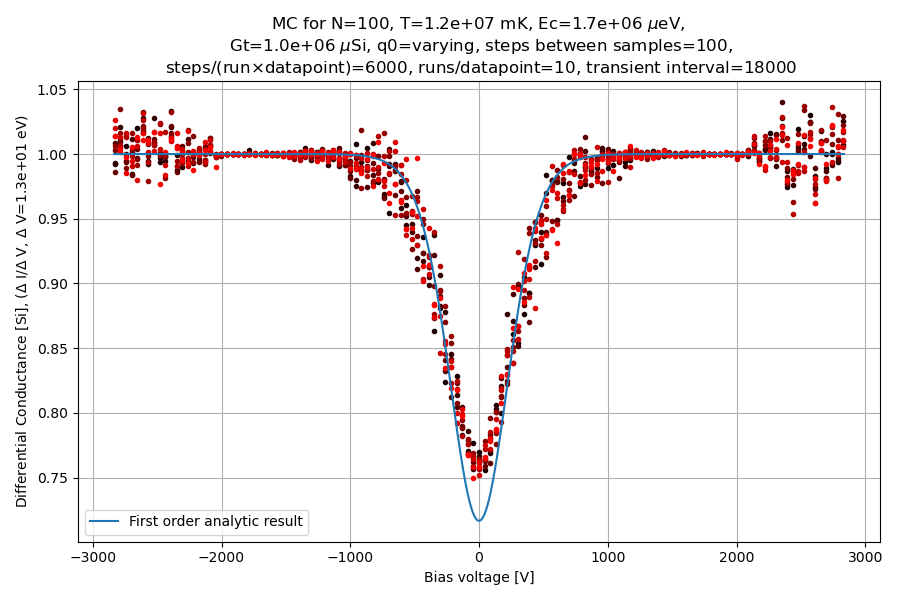 MC for N=100, T=1.2e+07 mK, Ec=1.7e+06 μeV,
Gt=1.0e+06 μSi, q0=varying, steps between samples=100,
steps/(run×datapoint)=6000, runs/datapoint=10, transient interval=18000
Differential Conductance [Si], (Δ I/Δ V, Δ V=1.3e+01 eV)
1.05
1.00
0.95
0.90
0.85
0.80
0.75
First order analytic result
−3000 −2000 −1000 0 1000 2000 3000
Bias voltage [V]